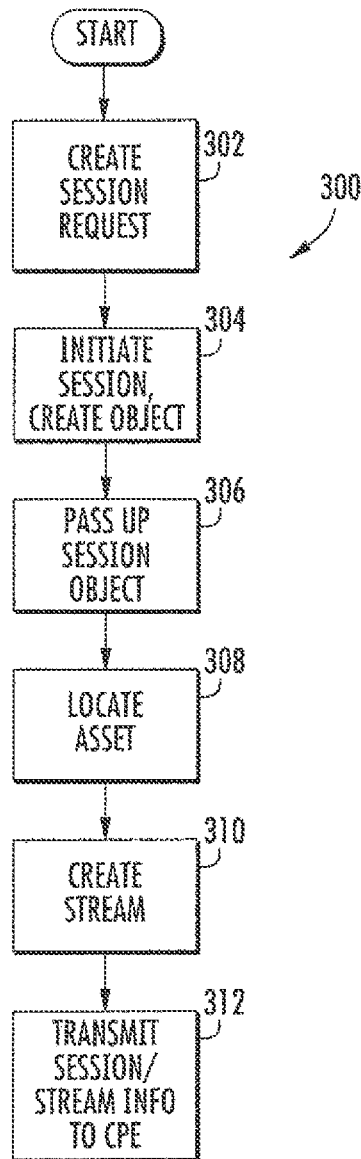 START
302
CREATE
SESSION
REQUEST
300
304
INITIATE
SESSION,
CREATE OBJECT
306
PASS UP
SESSION
OBJECT
308
LOCATE
ASSET
310
CREATE
STREAM
312
TRANSMIT
SESSION/
STREAM INFO
TO CPE